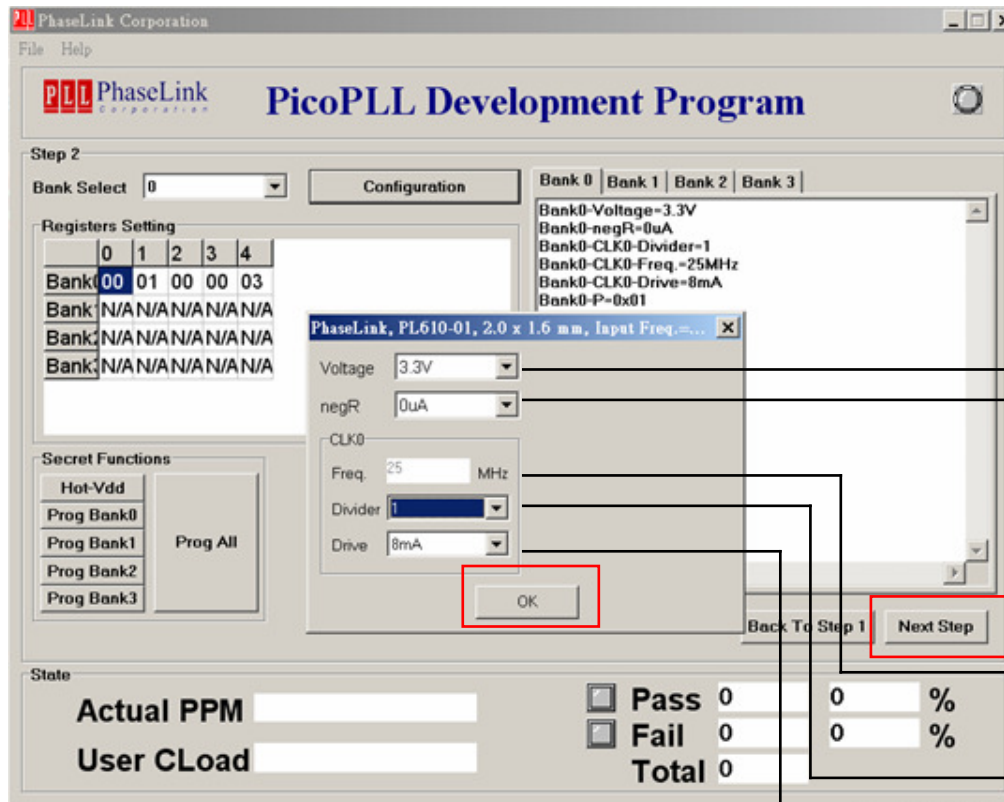 PLL PhaseLink Corporation
File Help
PLL PhaseLink
Corporation
PicoPLL Development Program
Step 2
Bank Select 0
Configuration
Registers Setting
0 1 2 3 4
Bank0 00 01 00 00 03
Bank N/A N/A N/A N/A N/A
Bank N/A N/A N/A N/A N/A
Bank N/A N/A N/A N/A N/A
Secret Functions
Hot-Vdd
Prog Bank0
Prog Bank1
Prog Bank2
Prog Bank3
Prog All
Bank 0 Bank 1 Bank 2 Bank 3
Bank0-Voltage=3.3V
Bank0-negR=0uA
Bank0-CLK0-Divider=1
Bank0-CLK0-Freq.=25MHz
Bank0-CLK0-Drive=8mA
Bank0-P=0x01
PhaseLink, PL610-01, 2.0 x 1.6 mm, Input Freq.=...
Voltage 3.3V
negR 0uA
CLK0
Freq. 25 MHz
Divider 1
Drive 8mA
OK
Back To Step 1
Next Step
State
Actual PPM
User CLoad
Pass 0 0 %
Fail 0 0 %
Total 0